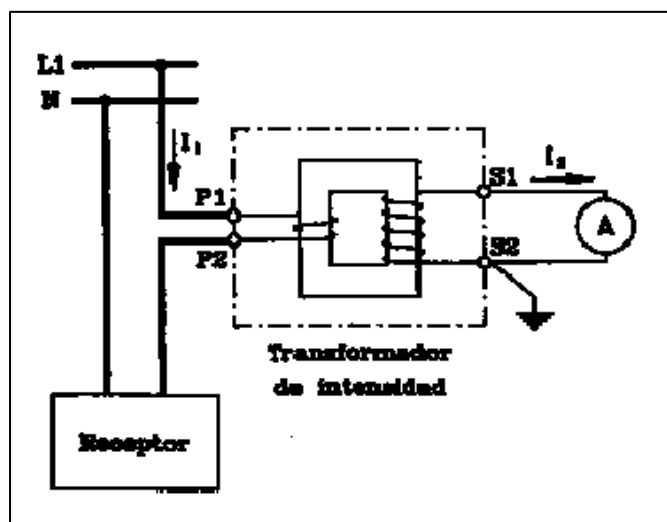 L1
N
I₁
P1
P2
S1
I₂
A
S2
Transformador
de intensidad
Receptor